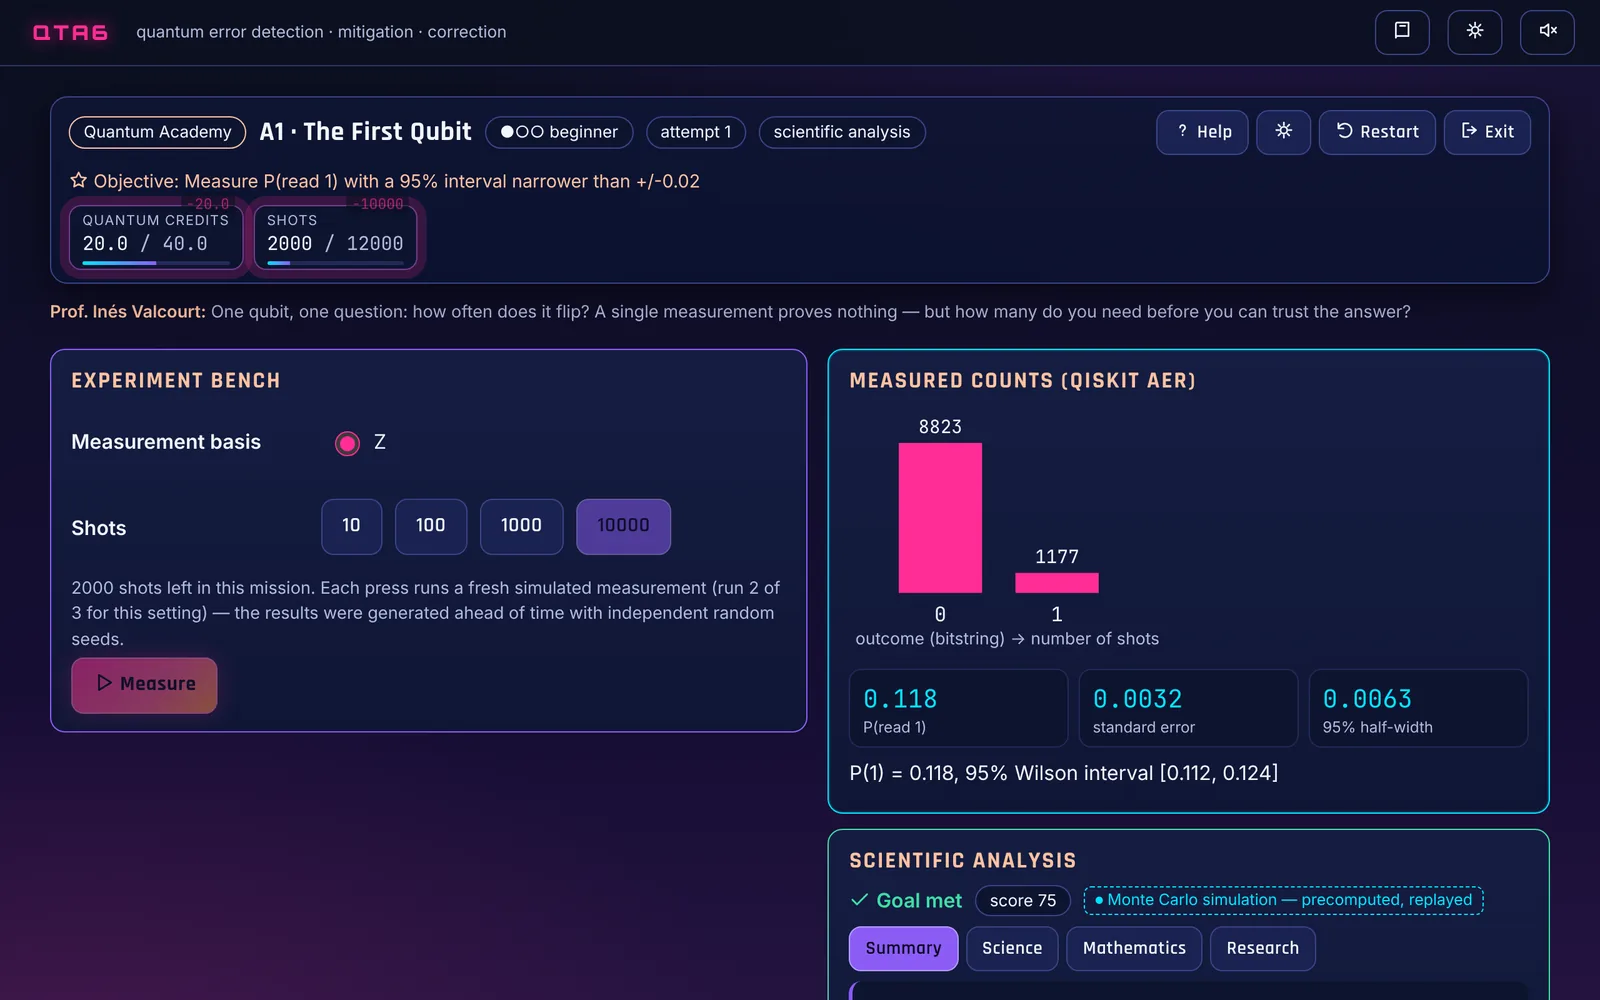 QTAG
quantum error detection · mitigation · correction
Quantum Academy
A1 · The First Qubit
beginner
attempt 1
scientific analysis
? Help
Restart
Exit
Objective: Measure P(read 1) with a 95% interval narrower than +/-0.02
-20.0
-10000
QUANTUM CREDITS
20.0 / 40.0
SHOTS
2000 / 12000
Prof. Inés Valcourt: One qubit, one question: how often does it flip? A single measurement proves nothing — but how many do you need before you can trust the answer?
EXPERIMENT BENCH
Measurement basis
Z
Shots
10
100
1000
10000
2000 shots left in this mission. Each press runs a fresh simulated measurement (run 2 of
3 for this setting) — the results were generated ahead of time with independent random
seeds.
Measure
MEASURED COUNTS (QISKIT AER)
8823
1177
0
1
outcome (bitstring) → number of shots
0.118
P(read 1)
0.0032
standard error
0.0063
95% half-width
P(1) = 0.118, 95% Wilson interval [0.112, 0.124]
SCIENTIFIC ANALYSIS
Goal met
score 75
Monte Carlo simulation — precomputed, replayed
Summary
Science
Mathematics
Research